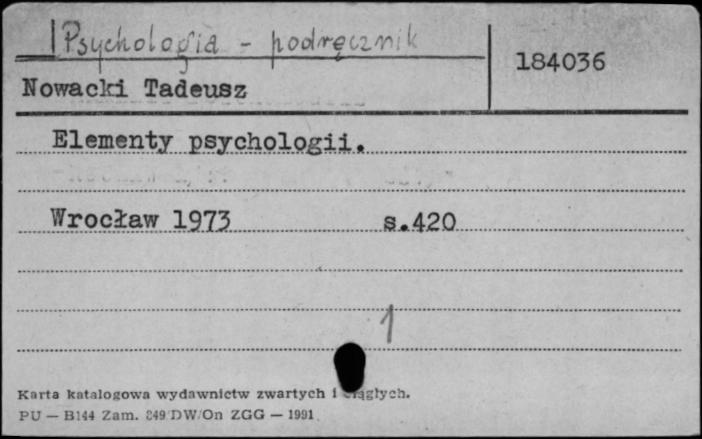 Psychologia - podręcznik
184036
Nowacki Tadeusz
Elementy psychologii.
Wrocław 1973 s.420
1
Karta katalogowa wydawnictw zwartych i ciągłych.
PU — B144 Zam. 849 DW/On ZGG — 1991